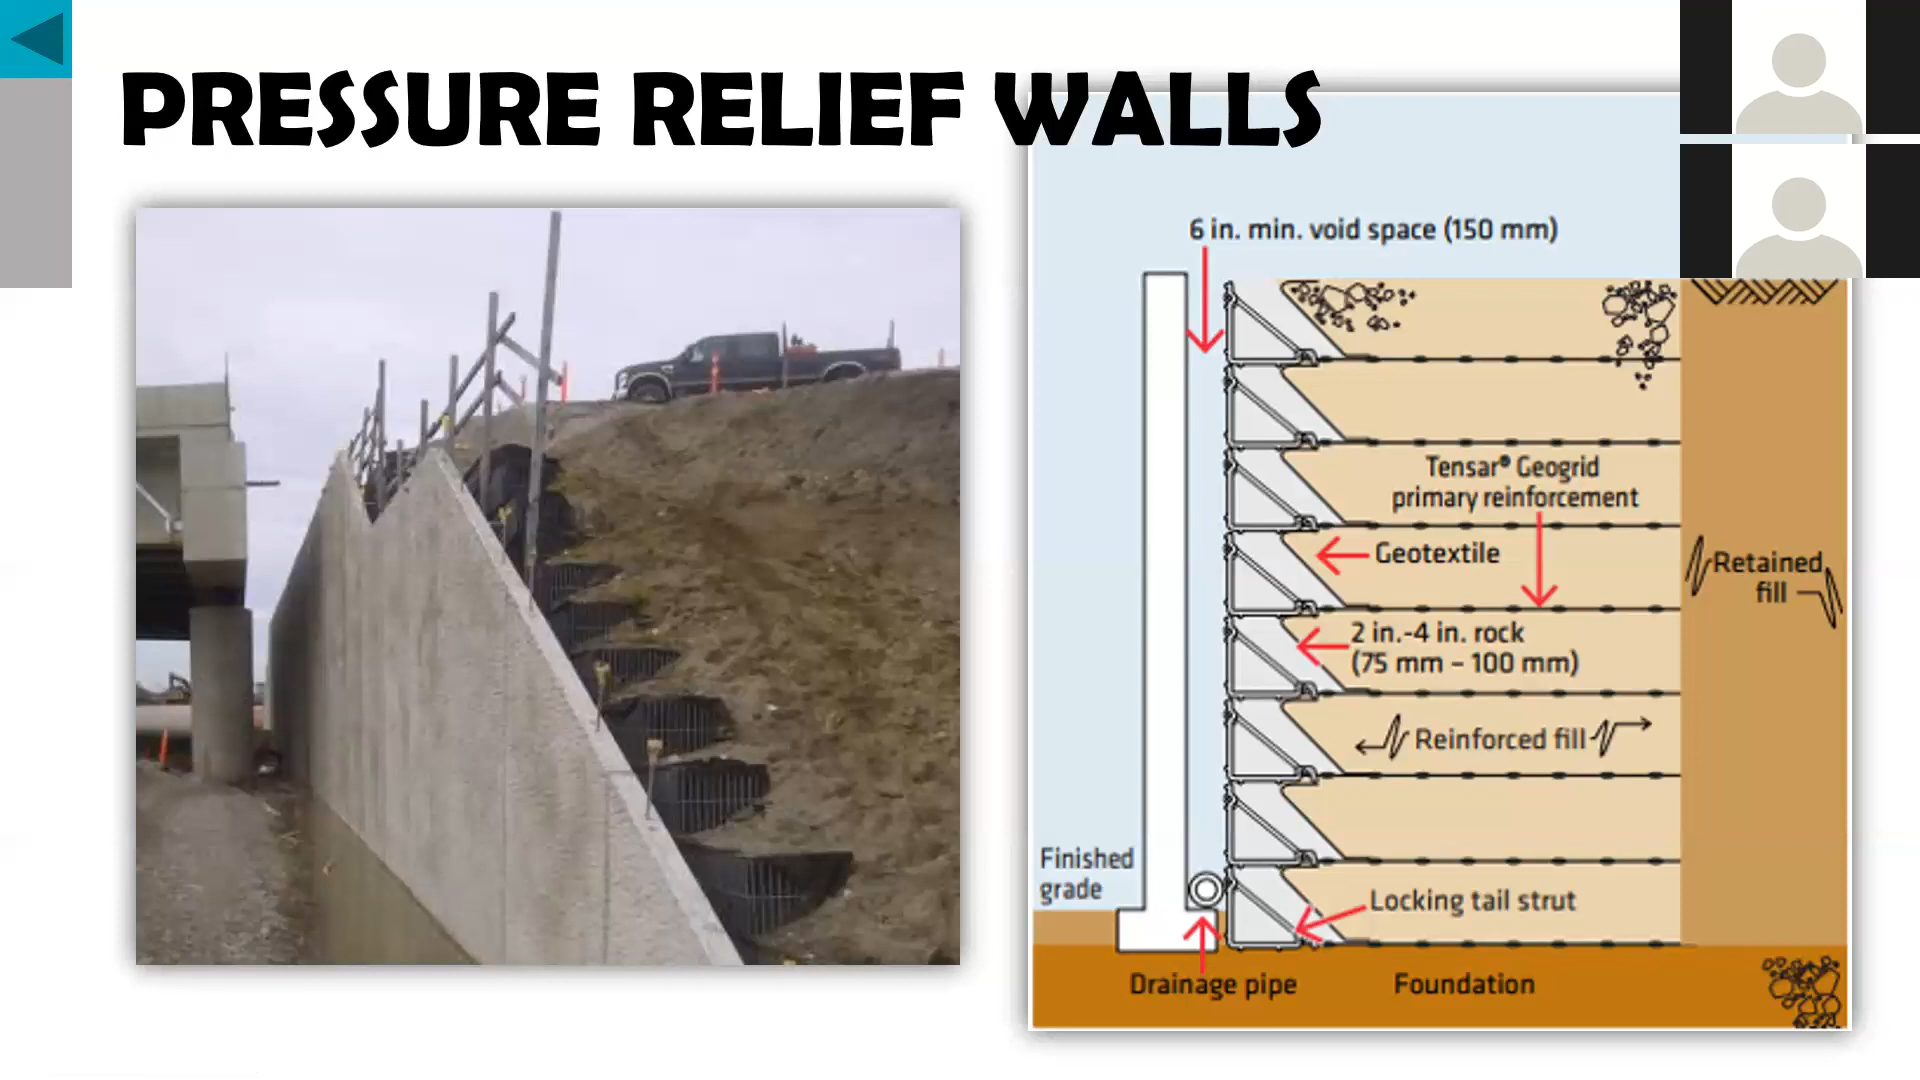 PRESSURE RELIEF WALLS
6 in. min. void space (150 mm)
Tensar® Geogrid
primary reinforcement
Geotextile
Retained
fill
2 in.-4 in. rock
(75 mm – 100 mm)
Reinforced fill
Finished
grade
Locking tail strut
Drainage pipe
Foundation